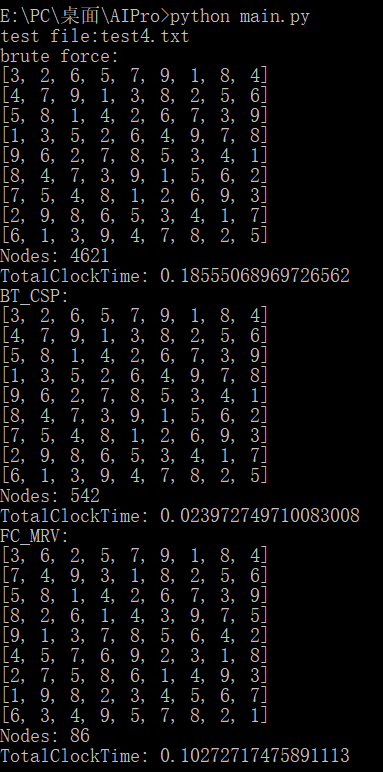 E:\PC\桌面\AIPro>python main.py
test file:test4.txt
brute force:
[3, 2, 6, 5, 7, 9, 1, 8, 4]
[4, 7, 9, 1, 3, 8, 2, 5, 6]
[5, 8, 1, 4, 2, 6, 7, 3, 9]
[1, 3, 5, 2, 6, 4, 9, 7, 8]
[9, 6, 2, 7, 8, 5, 3, 4, 1]
[8, 4, 7, 3, 9, 1, 5, 6, 2]
[7, 5, 4, 8, 1, 2, 6, 9, 3]
[2, 9, 8, 6, 5, 3, 4, 1, 7]
[6, 1, 3, 9, 4, 7, 8, 2, 5]
Nodes: 4621
TotalClockTime: 0.18555068969726562
BT_CSP:
[3, 2, 6, 5, 7, 9, 1, 8, 4]
[4, 7, 9, 1, 3, 8, 2, 5, 6]
[5, 8, 1, 4, 2, 6, 7, 3, 9]
[1, 3, 5, 2, 6, 4, 9, 7, 8]
[9, 6, 2, 7, 8, 5, 3, 4, 1]
[8, 4, 7, 3, 9, 1, 5, 6, 2]
[7, 5, 4, 8, 1, 2, 6, 9, 3]
[2, 9, 8, 6, 5, 3, 4, 1, 7]
[6, 1, 3, 9, 4, 7, 8, 2, 5]
Nodes: 542
TotalClockTime: 0.023972749710083008
FC_MRV:
[3, 6, 2, 5, 7, 9, 1, 8, 4]
[7, 4, 9, 3, 1, 8, 2, 5, 6]
[5, 8, 1, 4, 2, 6, 7, 3, 9]
[8, 2, 6, 1, 4, 3, 9, 7, 5]
[9, 1, 3, 7, 8, 5, 6, 4, 2]
[4, 5, 7, 6, 9, 2, 3, 1, 8]
[2, 7, 5, 8, 6, 1, 4, 9, 3]
[1, 9, 8, 2, 3, 4, 5, 6, 7]
[6, 3, 4, 9, 5, 7, 8, 2, 1]
Nodes: 86
TotalClockTime: 0.10272717475891113